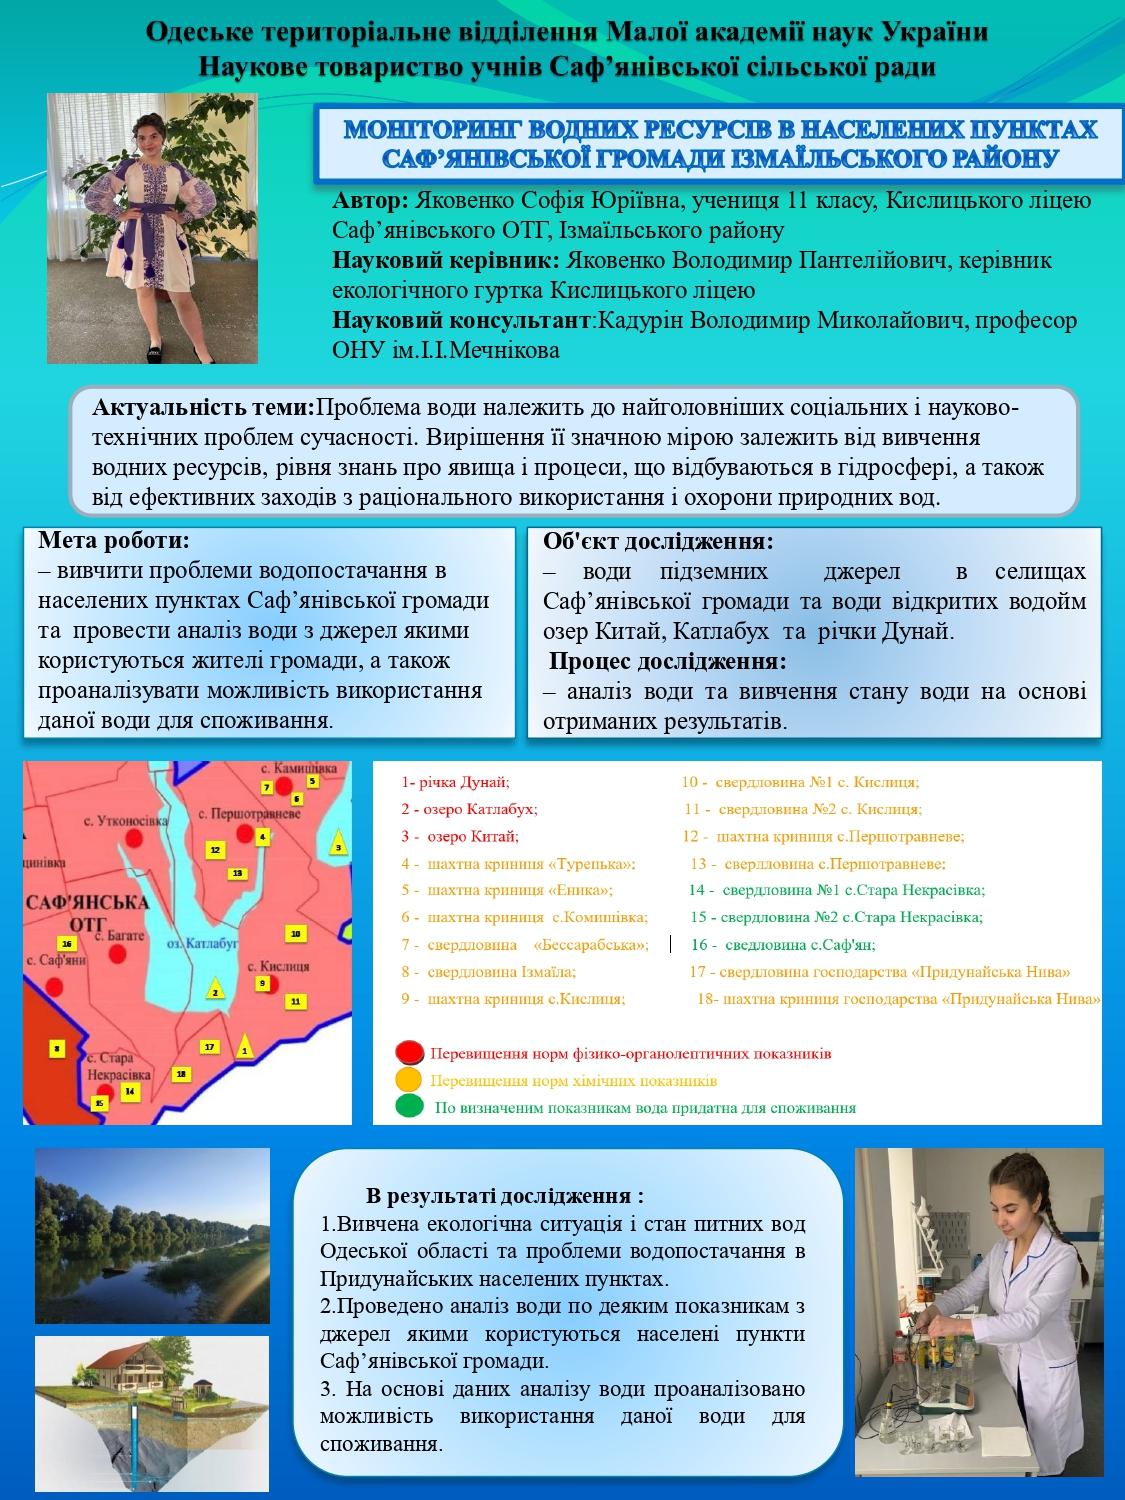 Одеське територіальне відділення Малої академії наук України
Наукове товариство учнів Саф’янівської сільської ради
МОНІТОРИНГ ВОДНИХ РЕСУРСІВ В НАСЕЛЕНИХ ПУНКТАХ
САФ’ЯНІВСЬКОЇ ГРОМАДИ ІЗМАЇЛЬСЬКОГО РАЙОНУ
Автор: Яковенко Софія Юріївна, учениця 11 класу, Кислицького ліцею
Саф’янівського ОТГ, Ізмаїльського району
Науковий керівник: Яковенко Володимир Пантелійович, керівник
екологічного гуртка Кислицького ліцею
Науковий консультант:Кадурін Володимир Миколайович, професор
ОНУ ім.І.І.Мечнікова
Актуальність теми:Проблема води належить до найголовніших соціальних і науково-
технічних проблем сучасності. Вирішення її значною мірою залежить від вивчення
водних ресурсів, рівня знань про явища і процеси, що відбуваються в гідросфері, а також
від ефективних заходів з раціонального використання і охорони природних вод.
Мета роботи:
– вивчити проблеми водопостачання в
населених пунктах Саф’янівської громади
та провести аналіз води з джерел якими
користуються жителі громади, а також
проаналізувати можливість використання
даної води для споживання.
Об'єкт дослідження:
– води підземних джерел в селищах
Саф’янівської громади та води відкритих водойм
озер Китай, Катлабух та річки Дунай.
Процес дослідження:
– аналіз води та вивчення стану води на основі
отриманих результатів.
с. Камишівка
7
5
6
с. Першотравневе
с. Утконосівка
4
12
3
13
цинівка
САФ'ЯНСЬКА
ОТГ
с. Багате
16
оз. Катлабуг
10
с. Саф'яни
с. Кислиця
9
2
11
8
17
1
с. Стара
Некрасівка
18
14
15
1- річка Дунай;
2 - озеро Катлабух;
3 - озеро Китай;
4 - шахтна криниця «Турецька»;
5 - шахтна криниця «Еника»;
6 - шахтна криниця с.Комишівка;
7 - свердловина «Бессарабська»;
8 - свердловина Ізмаїла;
9 - шахтна криниця с.Кислиця;
10 - свердловина №1 с. Кислиця;
11 - свердловина №2 с. Кислиця;
12 - шахтна криниця с.Першотравневе;
13 - свердловина с.Першотравневе;
14 - свердловина №1 с.Стара Некрасівка;
15 - свердловина №2 с.Стара Некрасівка;
16 - сведловина с.Саф'ян;
17 - свердловина господарства «Придунайська Нива»
18- шахтна криниця господарства «Придунайська Нива»
Перевищення норм фізико-органолептичних показників
Перевищення норм хімічних показників
По визначеним показникам вода придатна для споживання
В результаті дослідження :
1.Вивчена екологічна ситуація і стан питних вод
Одеської області та проблеми водопостачання в
Придунайських населених пунктах.
2.Проведено аналіз води по деяким показникам з
джерел якими користуються населені пункти
Саф’янівської громади.
3. На основі даних аналізу води проаналізовано
можливість використання даної води для
споживання.